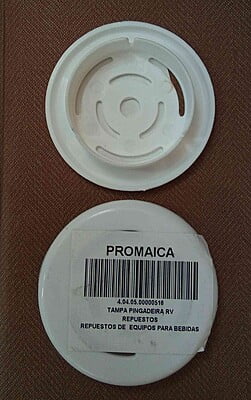 PROMAICA
4.04.05.00000516
TAMPA PINGADEIRA RV
REPUESTOS
REPUESTOS DE EQUIPOS PARA BEBIDAS